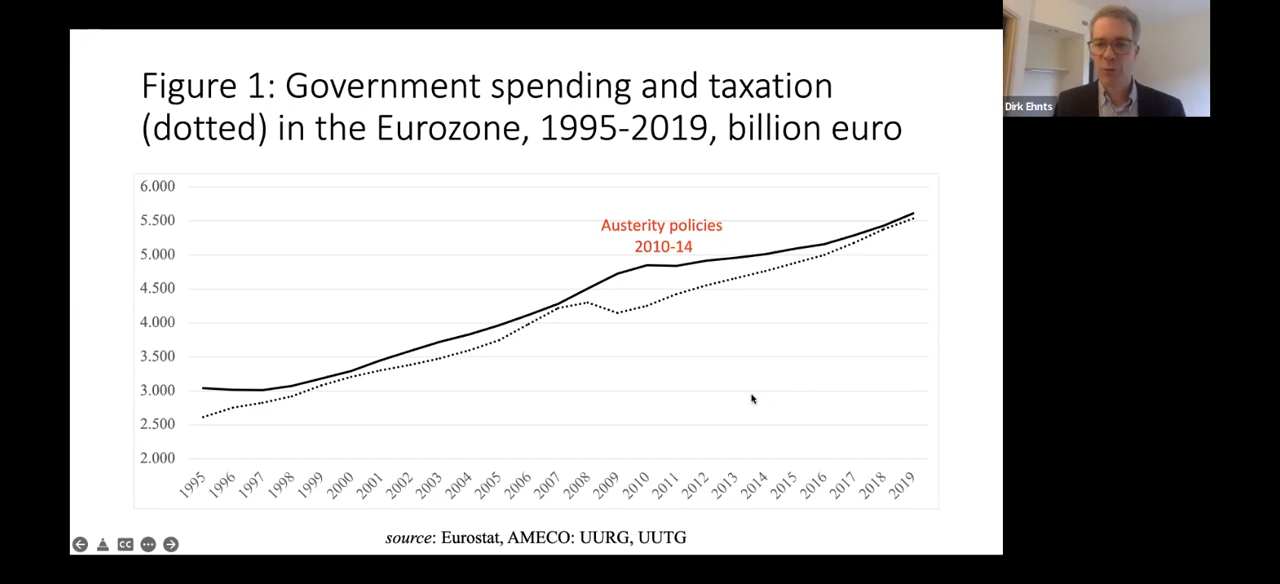 Figure 1: Government spending and taxation
(dotted) in the Eurozone, 1995-2019, billion euro
Dirk Ehnts
6.000
5.500
5.000
4.500
4.000
3.500
3.000
2.500
2.000
Austerity policies
2010-14
1995 1996 1997 1998 1999 2000 2001 2002 2003 2004 2005 2006 2007 2008 2009 2010 2011 2012 2013 2014 2015 2016 2017 2018 2019
source: Eurostat, AMECO: UURG, UUTG
CC